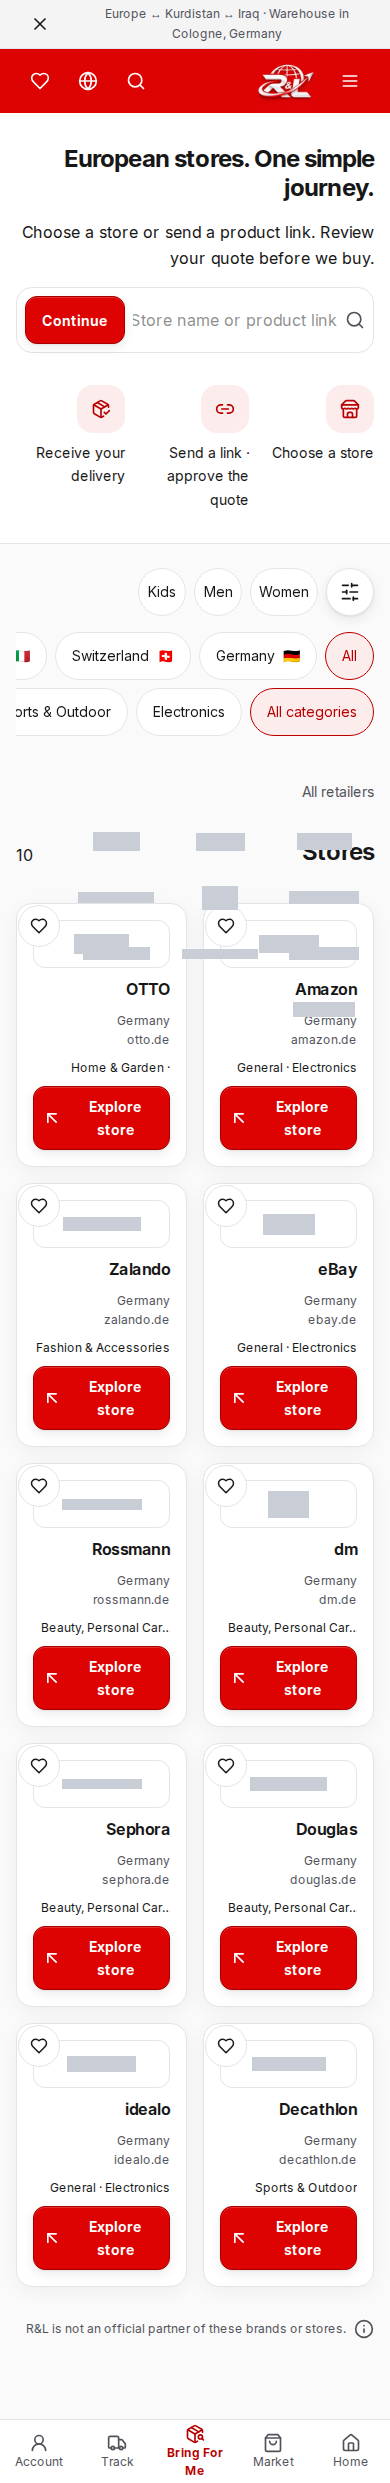 Europe ↔ Kurdistan ↔ Iraq · Warehouse in
Cologne, Germany
R&L
European stores. One simple
journey.
Choose a store or send a product link. Review
your quote before we buy.
Continue
Store name or product link
Receive your
delivery
Send a link ·
approve the
quote
Choose a store
Kids
Men
Women
Switzerland
Germany
All
orts & Outdoor
Electronics
All categories
All retailers
10
Stores
OTTO
Germany
otto.de
Home & Garden ·
Explore
store
Amazon
Germany
amazon.de
General · Electronics
Explore
store
Zalando
Germany
zalando.de
Fashion & Accessories
Explore
store
eBay
Germany
ebay.de
General · Electronics
Explore
store
Rossmann
Germany
rossmann.de
Beauty, Personal Car..
Explore
store
dm
Germany
dm.de
Beauty, Personal Car..
Explore
store
Sephora
Germany
sephora.de
Beauty, Personal Car..
Explore
store
Douglas
Germany
douglas.de
Beauty, Personal Car..
Explore
store
idealo
Germany
idealo.de
General · Electronics
Explore
store
Decathlon
Germany
decathlon.de
Sports & Outdoor
Explore
store
R&L is not an official partner of these brands or stores.
Account
Track
Bring For
Me
Market
Home